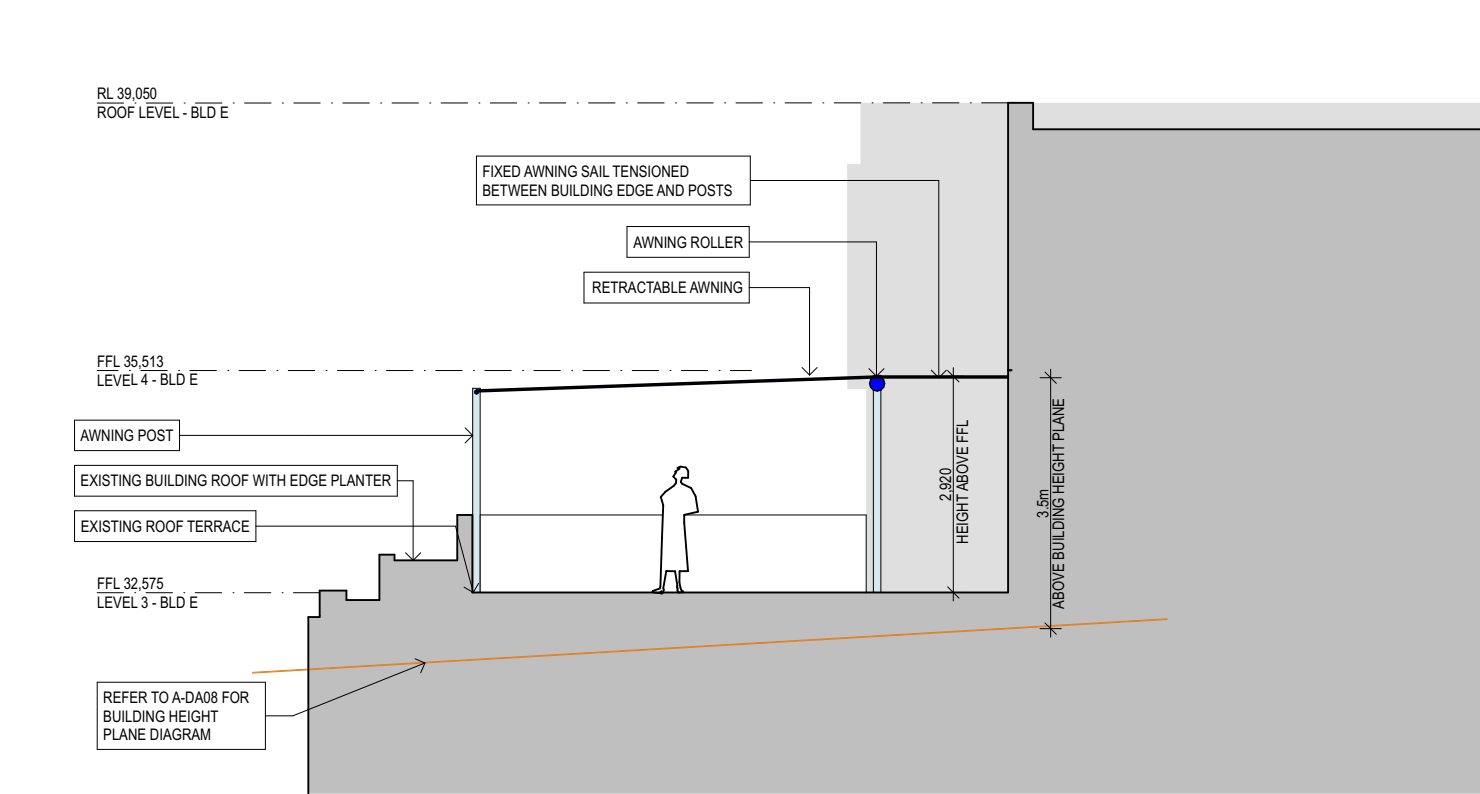 RL 39,050
ROOF LEVEL - BLD E
FIXED AWNING SAIL TENSIONED
BETWEEN BUILDING EDGE AND POSTS
AWNING ROLLER
RETRACTABLE AWNING
FFL 35,513
LEVEL 4 - BLD E
AWNING POST
EXISTING BUILDING ROOF WITH EDGE PLANTER
EXISTING ROOF TERRACE
FFL 32,575
LEVEL 3 - BLD E
2,920
HEIGHT ABOVE FFL
3.5m
ABOVE BUILDING HEIGHT PLANE
REFER TO A-DA08 FOR
BUILDING HEIGHT
PLANE DIAGRAM